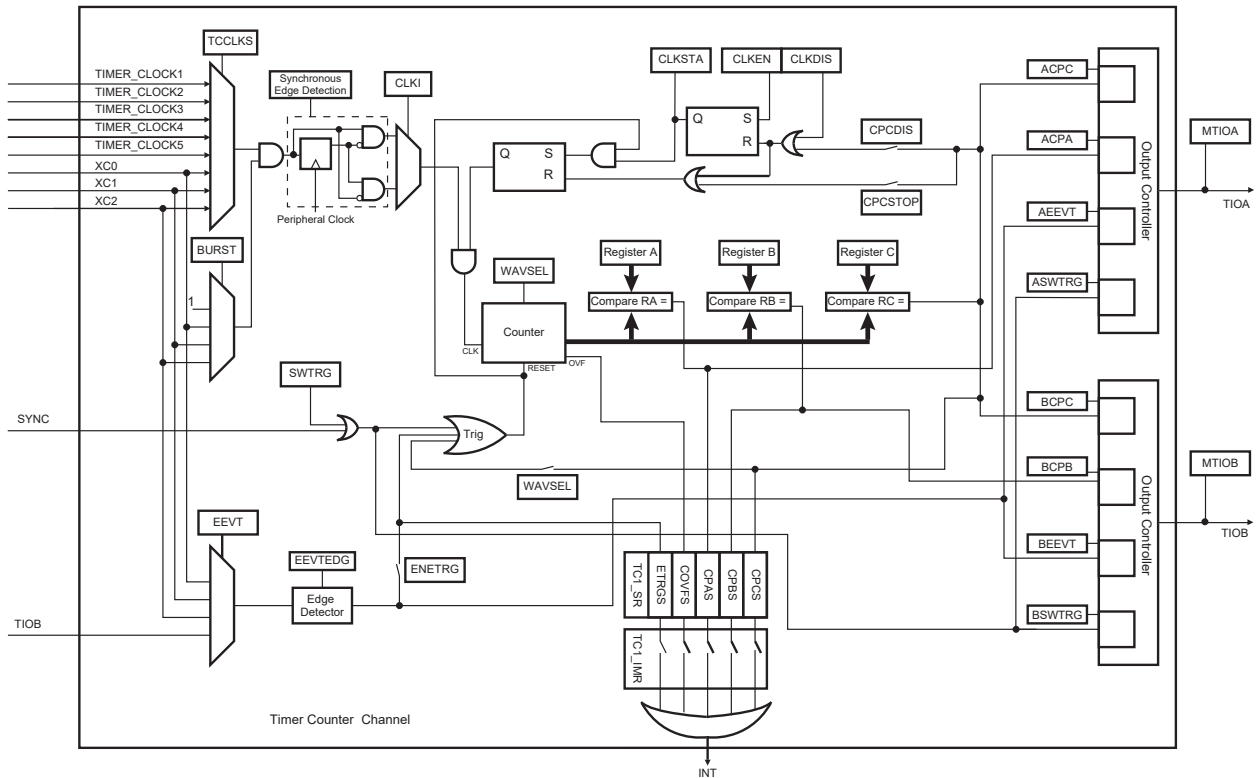 TCCLKS
TIMER_CLOCK1
TIMER_CLOCK2
TIMER_CLOCK3
TIMER_CLOCK4
TIMER_CLOCK5
XC0
XC1
XC2
Synchronous
Edge Detection
CLKI
Peripheral Clock
BURST
1
CLKSTA
CLKEN
CLKDIS
Q
S
R
Q
S
R
CPCDIS
CPCSTOP
ACPC
ACPA
AEEVT
ASWTRG
Output Controller
MTIOA
TIOA
Register A
Register B
Register C
Compare RA =
Compare RB =
Compare RC =
WAVSEL
Counter
CLK
RESET
OVF
SWTRG
SYNC
Trig
WAVSEL
BCPC
BCPB
BEEVT
BSWTRG
Output Controller
MTIOB
TIOB
EEVT
EEVTEDG
Edge
Detector
ENETRG
TIOB
TC1_SR
ETRGS
COVFS
CPAS
CPBS
CPCS
TC1_IMR
Timer Counter Channel
INT